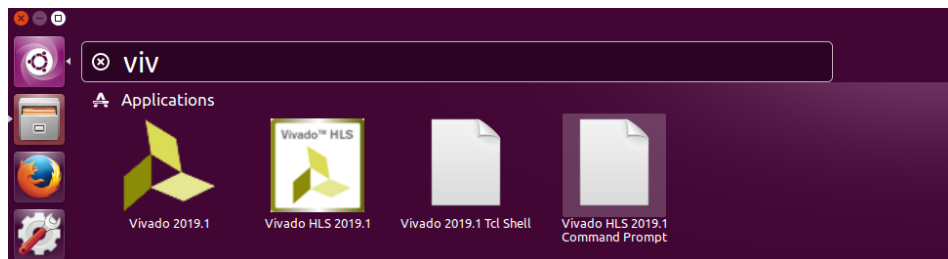 viv
Applications
Vivado™ HLS
Vivado 2019.1
Vivado HLS 2019.1
Vivado 2019.1 Tcl Shell
Vivado HLS 2019.1
Command Prompt